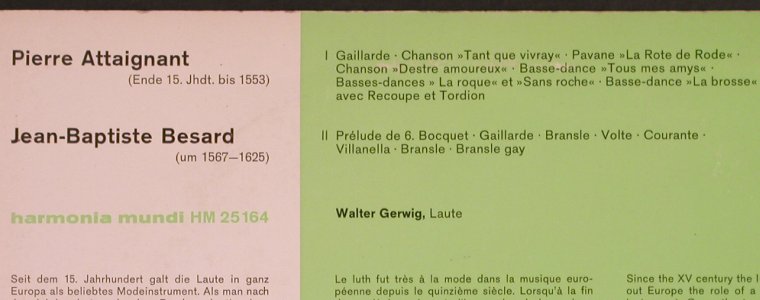 Pierre Attaignant
(Ende 15. Jhdt. bis 1553)
I Gaillarde · Chanson »Tant que vivray« · Pavane »La Rote de Rode« ·
Chanson »Destre amoureux« · Basse-dance »Tous mes amys« ·
Basses-dances » La roque« et »Sans roche« · Basse-dance »La brosse«
avec Recoupe et Tordion
Jean-Baptiste Besard
(um 1567—1625)
II Prélude de 6. Bocquet · Gaillarde · Bransle · Volte · Courante ·
Villanella · Bransle · Bransle gay
harmonia mundi HM 25164
Walter Gerwig, Laute
Seit dem 15. Jahrhundert galt die Laute in ganz
Europa als beliebtes Modeinstrument. Als man nach
Le luth fut très à la mode dans la musique euro-
péenne depuis le quinzième siècle. Lorsqu'à la fin
Since the XV century the
out Europe the role of a